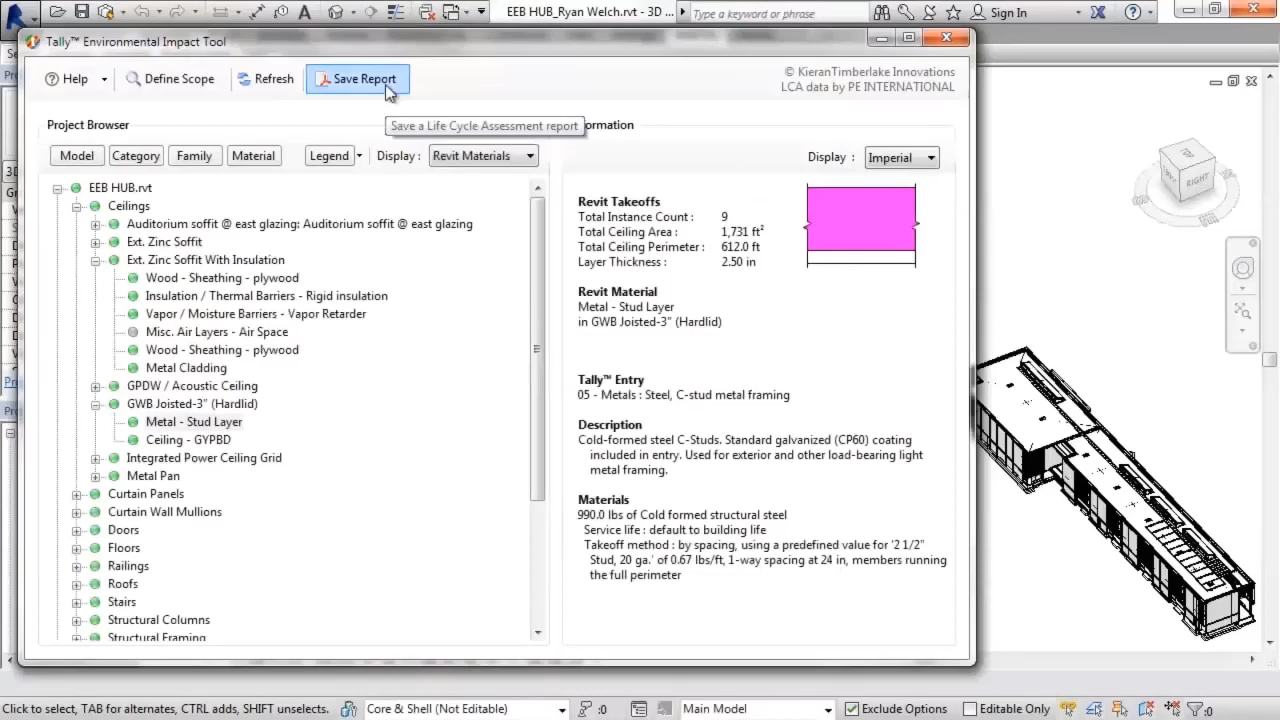 EEB HUB_Ryan Welch.rvt - 3D ...
Type a keyword or phrase
Sign In
Tally™ Environmental Impact Tool
Help
Define Scope
Refresh
Save Report
© KieranTimberlake Innovations
LCA data by PE INTERNATIONAL
Save a Life Cycle Assessment report
Project Browser
ormation
Model
Category
Family
Material
Legend
Display :
Revit Materials
Display :
Imperial
EEB HUB.rvt
Ceilings
Auditorium soffit @ east glazing: Auditorium soffit @ east glazing
Ext. Zinc Soffit
Ext. Zinc Soffit With Insulation
Wood - Sheathing - plywood
Insulation / Thermal Barriers - Rigid insulation
Vapor / Moisture Barriers - Vapor Retarder
Misc. Air Layers - Air Space
Wood - Sheathing - plywood
Metal Cladding
GPDW / Acoustic Ceiling
GWB Joisted-3" (Hardlid)
Metal - Stud Layer
Ceiling - GYPBD
Integrated Power Ceiling Grid
Metal Pan
Curtain Panels
Curtain Wall Mullions
Doors
Floors
Railings
Roofs
Stairs
Structural Columns
Structural Framing
Revit Takeoffs
Total Instance Count : 9
Total Ceiling Area : 1,731 ft²
Total Ceiling Perimeter : 612.0 ft
Layer Thickness : 2.50 in
Revit Material
Metal - Stud Layer
in GWB Joisted-3" (Hardlid)
Tally™ Entry
05 - Metals : Steel, C-stud metal framing
Description
Cold-formed steel C-Studs. Standard galvanized (CP60) coating
included in entry. Used for exterior and other load-bearing light
metal framing.
Materials
990.0 lbs of Cold formed structural steel
Service life : default to building life
Takeoff method : by spacing, using a predefined value for '2 1/2"
Stud, 20 ga.' of 0.67 lbs/ft, 1-way spacing at 24 in, members running
the full perimeter
TOP
RIGHT
Click to select, TAB for alternates, CTRL adds, SHIFT unselects.
Core & Shell (Not Editable)
:0
Main Model
Exclude Options
Editable Only
:0